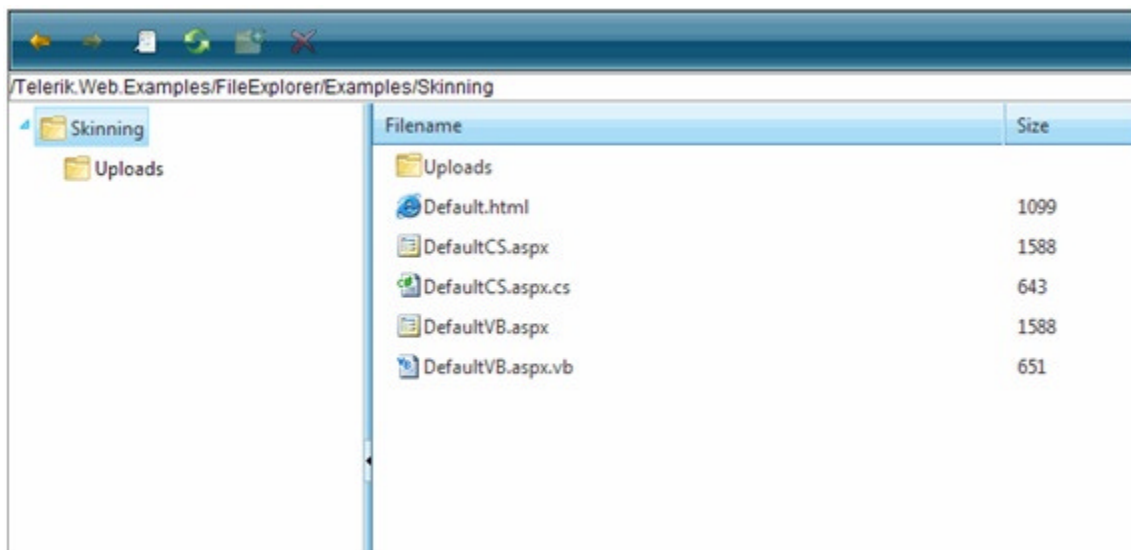 /Telerik.Web.Examples/FileExplorer/Examples/Skinning
Skinning
Uploads
Filename Size
Uploads
Default.html 1099
DefaultCS.aspx 1588
DefaultCS.aspx.cs 643
DefaultVB.aspx 1588
DefaultVB.aspx.vb 651